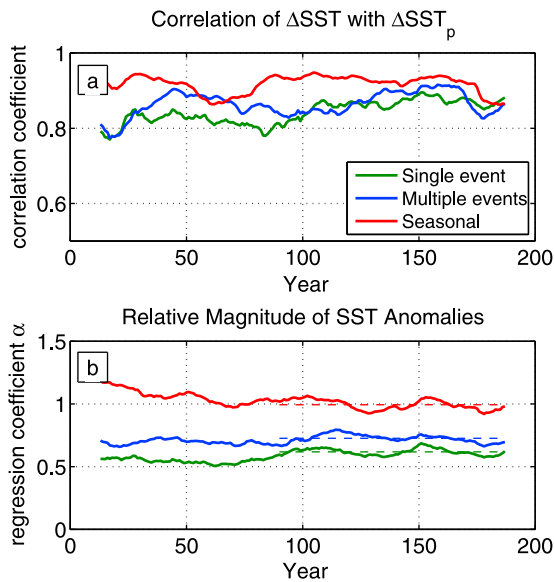 Correlation of ΔSST with ΔSST_p
correlation coefficient
1
0.8
0.6
a
Single event
Multiple events
Seasonal
0 50 100 150 200
Year
Relative Magnitude of SST Anomalies
regression coefficient α
1.5
1
0.5
0
b
0 50 100 150 200
Year